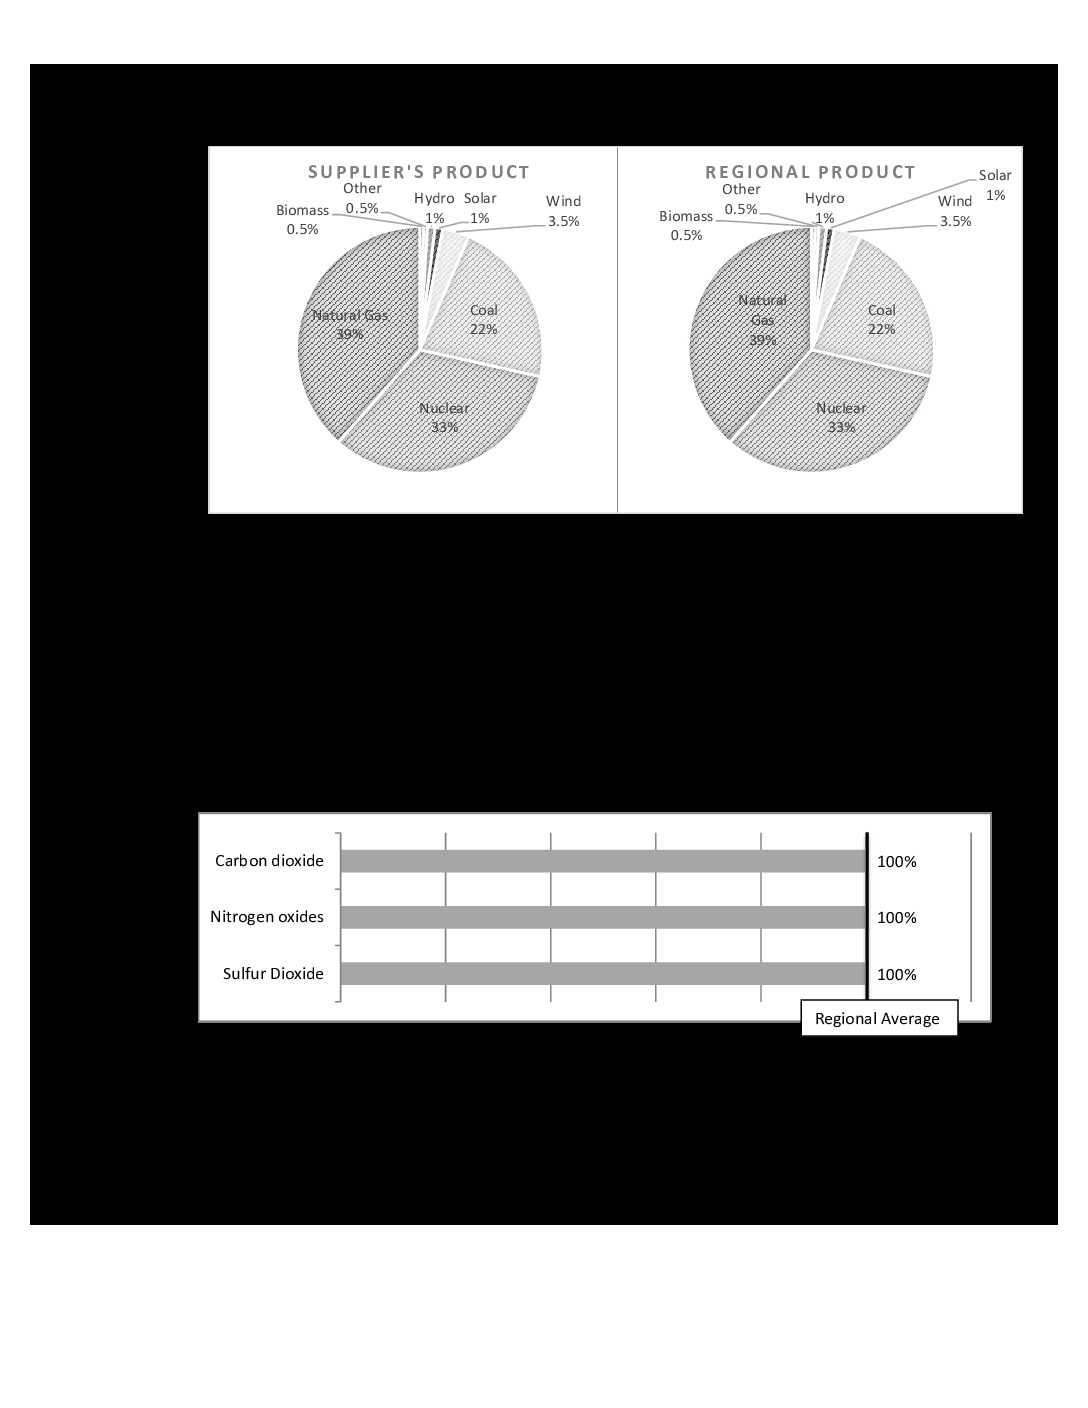 SUPPLIER'S PRODUCT
Other
0.5%
Biomass
0.5%
Hydro
1%
Solar
1%
Wind
3.5%
Natural Gas
39%
Coal
22%
Nuclear
33%
REGIONAL PRODUCT
Solar
1%
Other
0.5%
Biomass
0.5%
Hydro
1%
Wind
3.5%
Natural
Gas
39%
Coal
22%
Nuclear
33%
Carbon dioxide
100%
Nitrogen oxides
100%
Sulfur Dioxide
100%
Regional Average